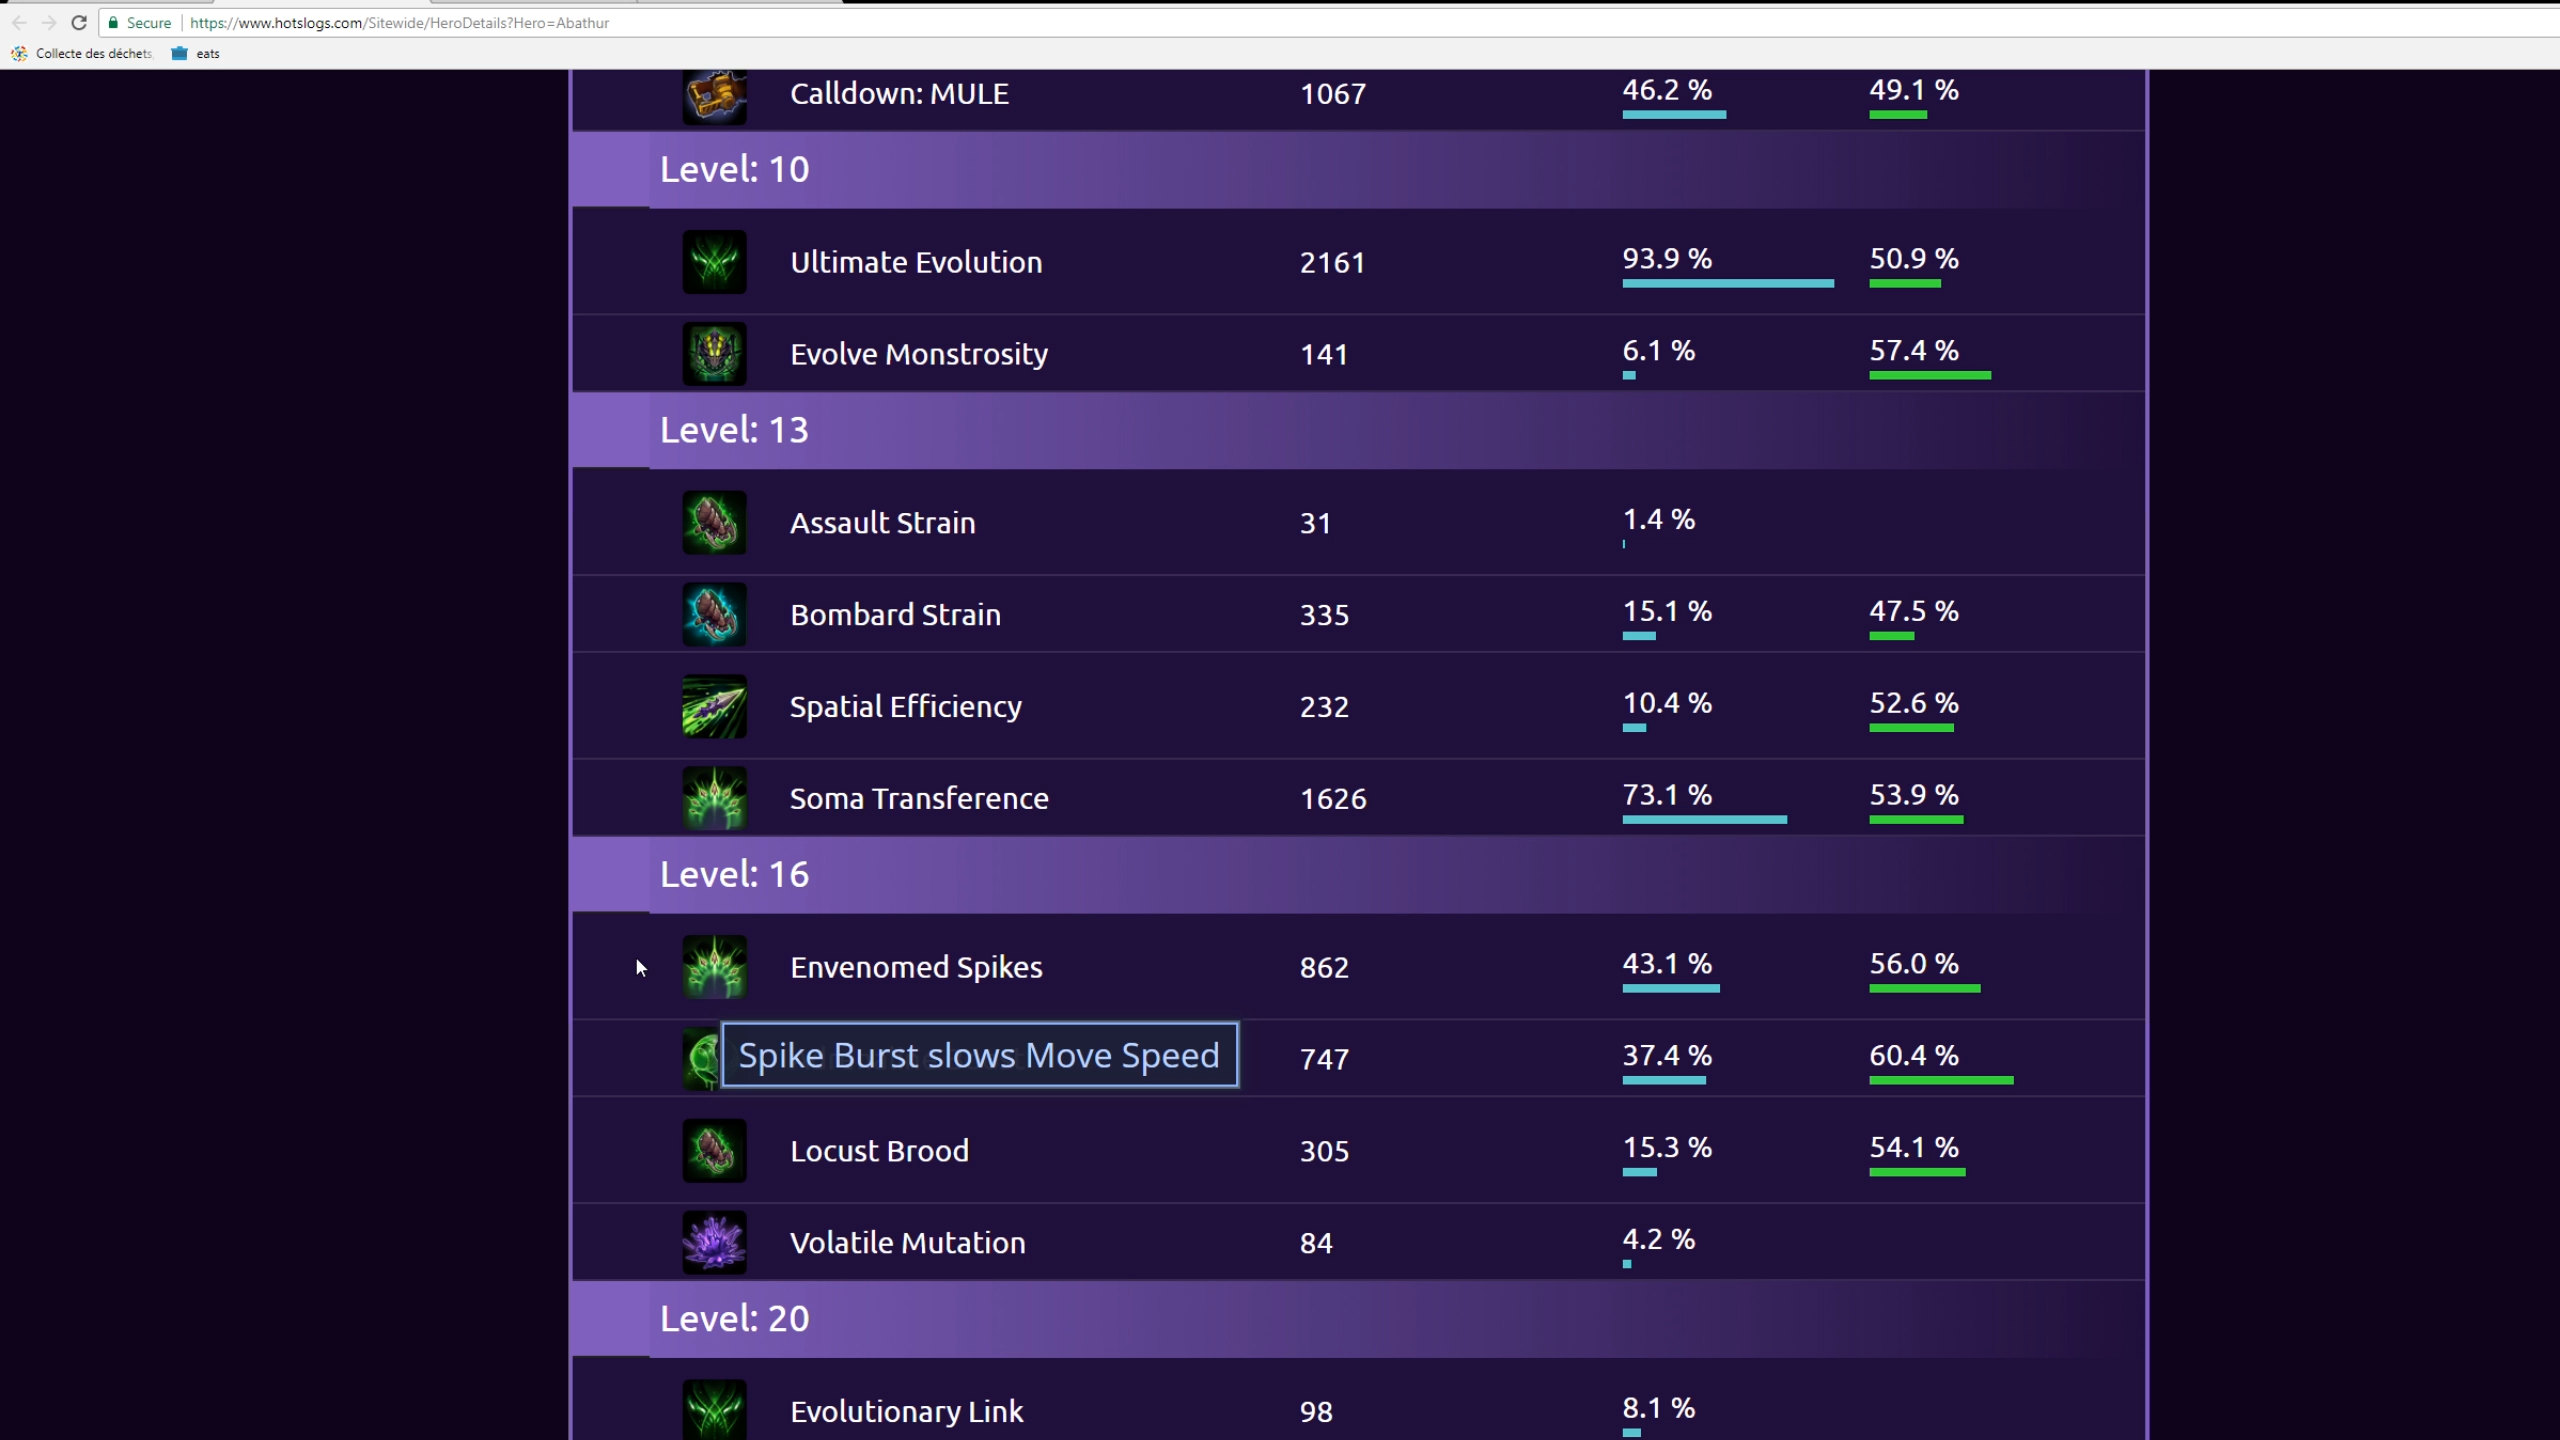 Secure https://www.hotslogs.com/Sitewide/HeroDetails?Hero=Abathur
Collecte des déchets eats
Calldown: MULE 1067 46.2 % 49.1 %
Level: 10
Ultimate Evolution 2161 93.9 % 50.9 %
Evolve Monstrosity 141 6.1 % 57.4 %
Level: 13
Assault Strain 31 1.4 %
Bombard Strain 335 15.1 % 47.5 %
Spatial Efficiency 232 10.4 % 52.6 %
Soma Transference 1626 73.1 % 53.9 %
Level: 16
Envenomed Spikes 862 43.1 % 56.0 %
Spike Burst slows Move Speed 747 37.4 % 60.4 %
Locust Brood 305 15.3 % 54.1 %
Volatile Mutation 84 4.2 %
Level: 20
Evolutionary Link 98 8.1 %